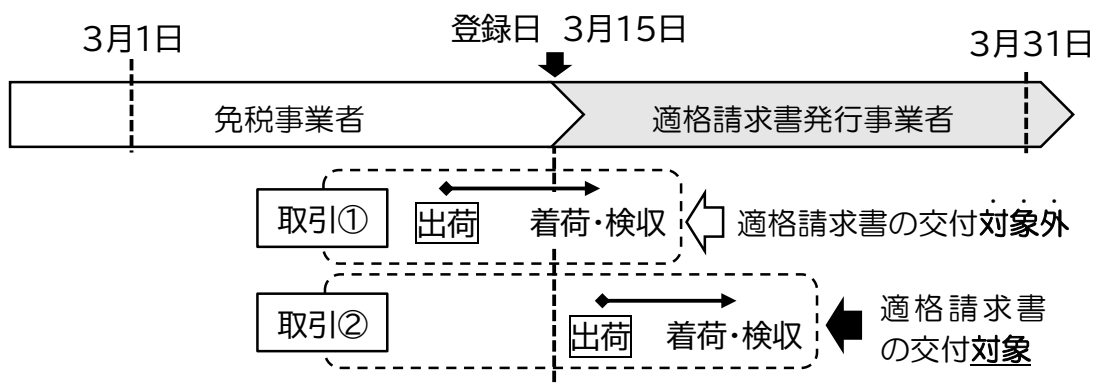 3月1日
登録日 3月15日
3月31日
免税事業者
適格請求書発行事業者
取引①
出荷
着荷・検収
適格請求書の交付対象外
取引②
出荷
着荷・検収
適格請求書
の交付対象